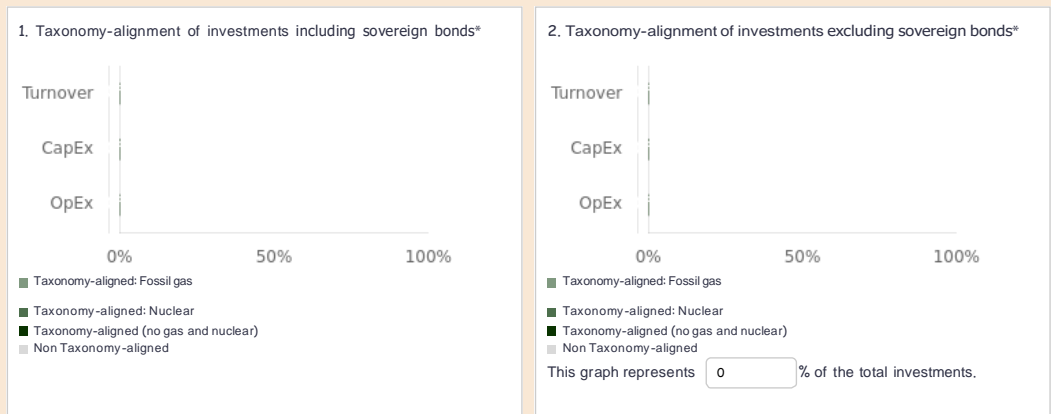 1. Taxonomy-alignment of investments including sovereign bonds*
Turnover
CapEx
OpEx
0% 50% 100%
Taxonomy-aligned: Fossil gas
Taxonomy-aligned: Nuclear
Taxonomy-aligned (no gas and nuclear)
Non Taxonomy-aligned
2. Taxonomy-alignment of investments excluding sovereign bonds*
Turnover
CapEx
OpEx
0% 50% 100%
Taxonomy-aligned: Fossil gas
Taxonomy-aligned: Nuclear
Taxonomy-aligned (no gas and nuclear)
Non Taxonomy-aligned
This graph represents 0 % of the total investments.